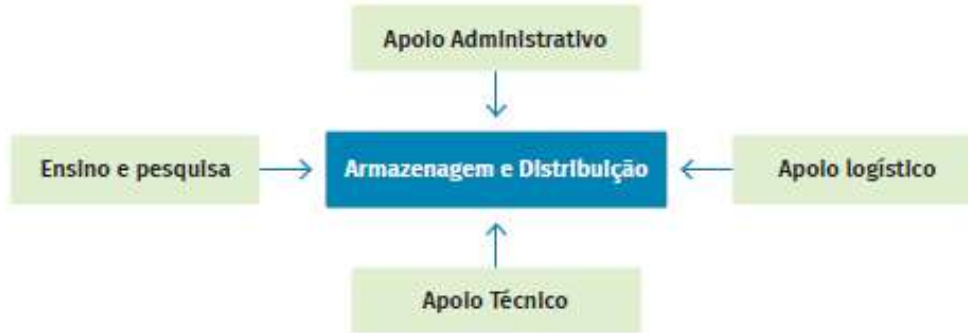 Apoio Administrativo
Ensino e pesquisa
Armazenagem e Distribuição
Apoio logístico
Apoio Técnico